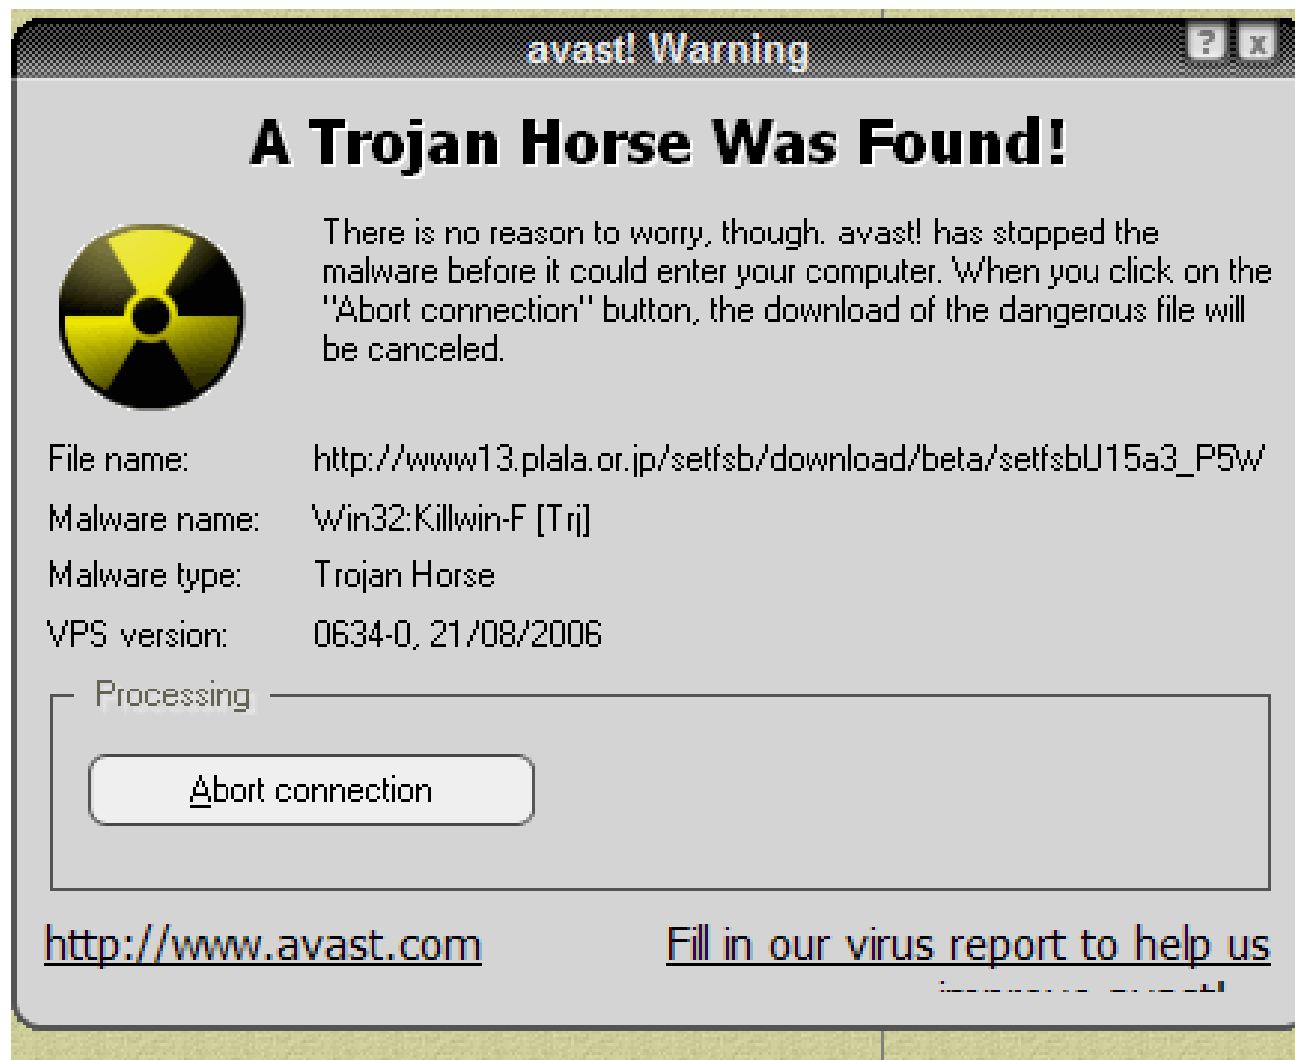 avast! Warning
? x
A Trojan Horse Was Found!
There is no reason to worry, though. avast! has stopped the
malware before it could enter your computer. When you click on the
"Abort connection" button, the download of the dangerous file will
be canceled.
File name: http://www13.plala.or.jp/setfsb/download/beta/setfsbU15a3_P5W
Malware name: Win32:Killwin-F [Trj]
Malware type: Trojan Horse
VPS version: 0634-0, 21/08/2006
Processing
Abort connection
http://www.avast.com Fill in our virus report to help us
improve avast!